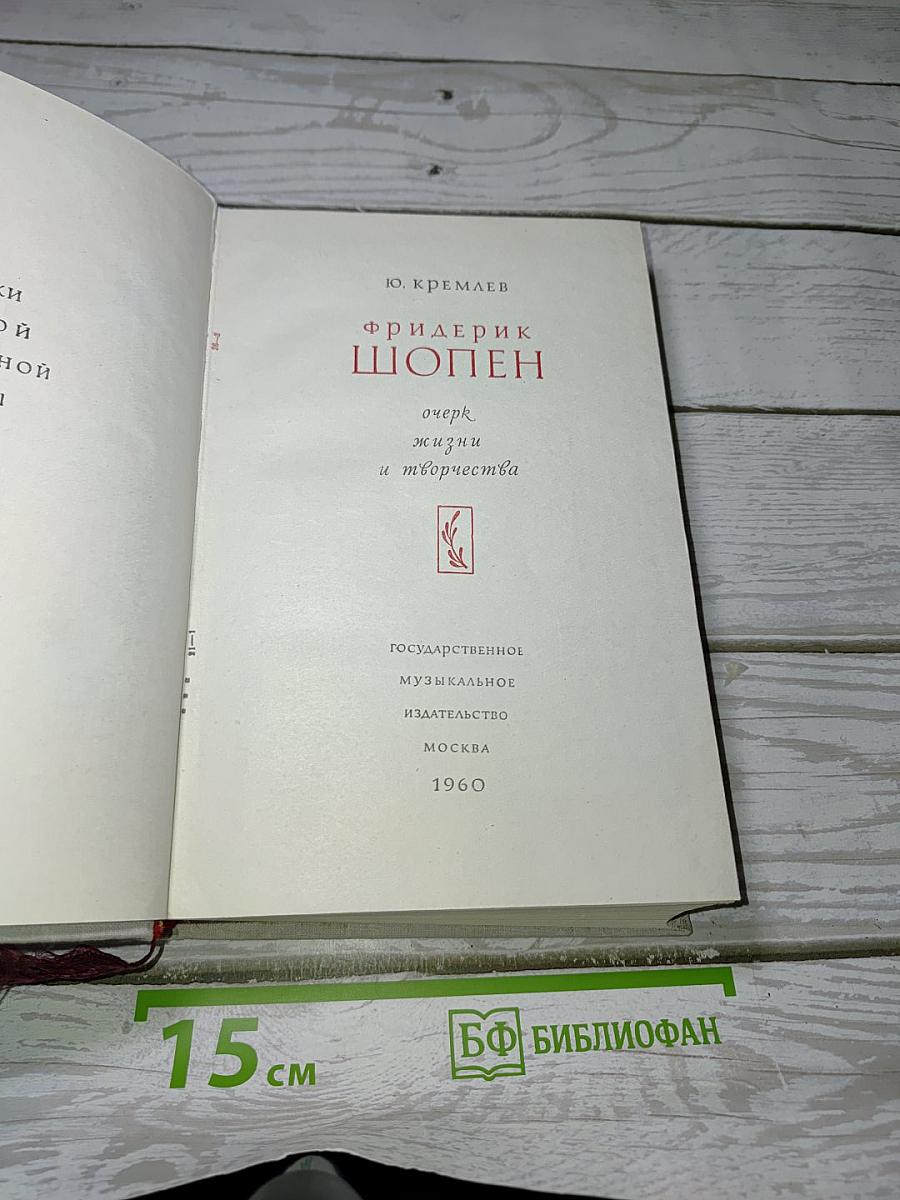 Ю. КРЕМЛЕВ
ФРИДЕРИК
ШОПЕН
очерк
жизни
и творчества
ГОСУДАРСТВЕННОЕ
МУЗЫКАЛЬНОЕ
ИЗДАТЕЛЬСТВО
МОСКВА
1960
15 см
БФ БИБЛИОФАН